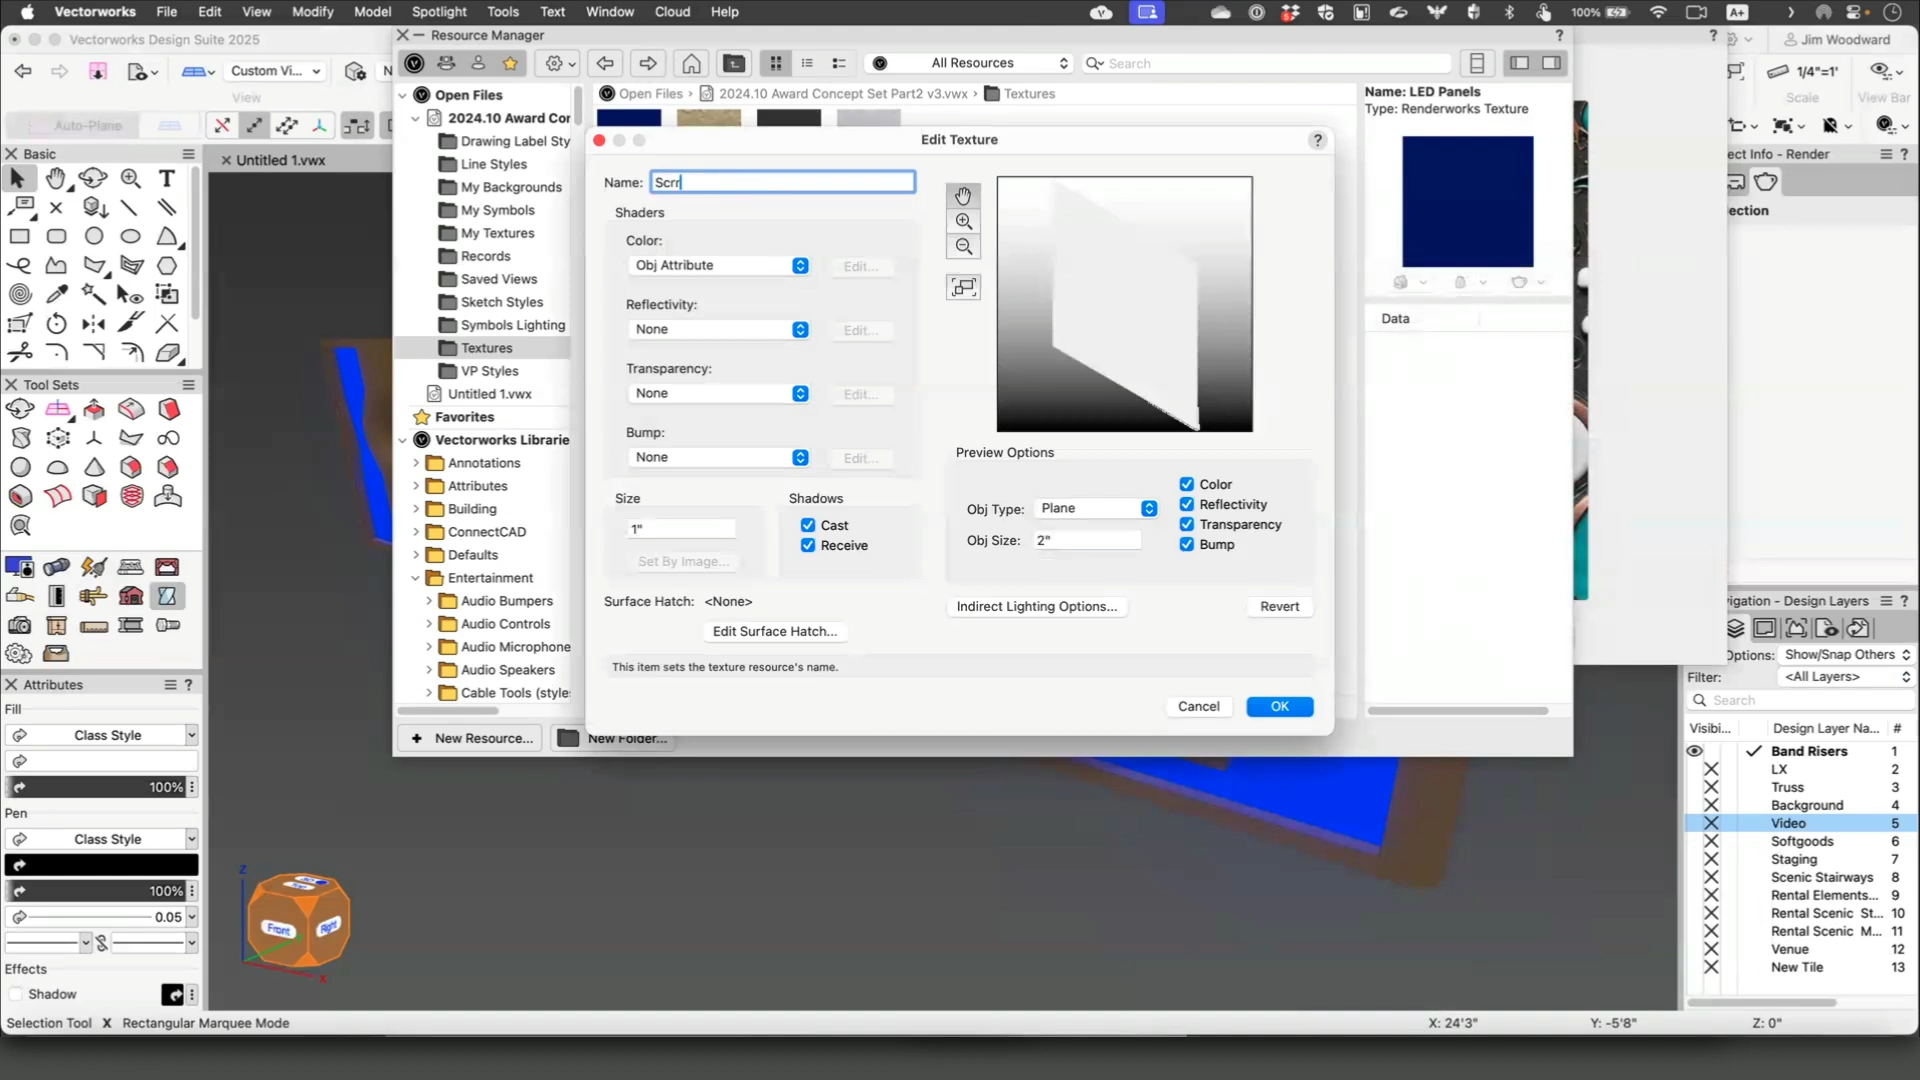 Vectorworks File Edit View Modify Model Spotlight Tools Text Window Cloud Help 100% A+
Vectorworks Design Suite 2025
Resource Manager
?
?
Jim Woodward
Custom Vi...
View
All Resources
Search
1/4"=1'
Scale
View Bar
Auto-Plane
Basic
Untitled 1.vwx
Open Files
2024.10 Award Cor
Drawing Label Sty
Line Styles
My Backgrounds
My Symbols
My Textures
Records
Saved Views
Sketch Styles
Symbols Lighting
Textures
VP Styles
Untitled 1.vwx
Favorites
Vectorworks Librarie
Annotations
Attributes
Building
ConnectCAD
Defaults
Entertainment
Audio Bumpers
Audio Controls
Audio Microphone
Audio Speakers
Cable Tools (style:
New Resource...
New Folder...
Open Files › 2024.10 Award Concept Set Part2 v3.vwx › Textures
Name: LED Panels
Type: Renderworks Texture
Data
Edit Texture
?
Name: Scrr
Shaders
Color:
Obj Attribute
Edit...
Reflectivity:
None
Edit...
Transparency:
None
Edit...
Bump:
None
Edit...
Size
1"
Set By Image...
Shadows
Cast
Receive
Surface Hatch: <None>
Edit Surface Hatch...
Preview Options
Obj Type: Plane
Obj Size: 2"
Color
Reflectivity
Transparency
Bump
Indirect Lighting Options...
Revert
This item sets the texture resource's name.
Cancel
OK
Tool Sets
Attributes
?
Fill
Class Style
100%
Pen
Class Style
100%
0.05
Effects
Shadow
Z
Front
Right
X
ect Info - Render
?
ection
vigation - Design Layers
?
Options: Show/Snap Others
Filter: <All Layers>
Search
Visibi... Design Layer Na... #
Band Risers 1
LX 2
Truss 3
Background 4
Video 5
Softgoods 6
Staging 7
Scenic Stairways 8
Rental Elements... 9
Rental Scenic St... 10
Rental Scenic M... 11
Venue 12
New Tile 13
Selection Tool X Rectangular Marquee Mode
X: 24'3" Y: -5'8" Z: 0"